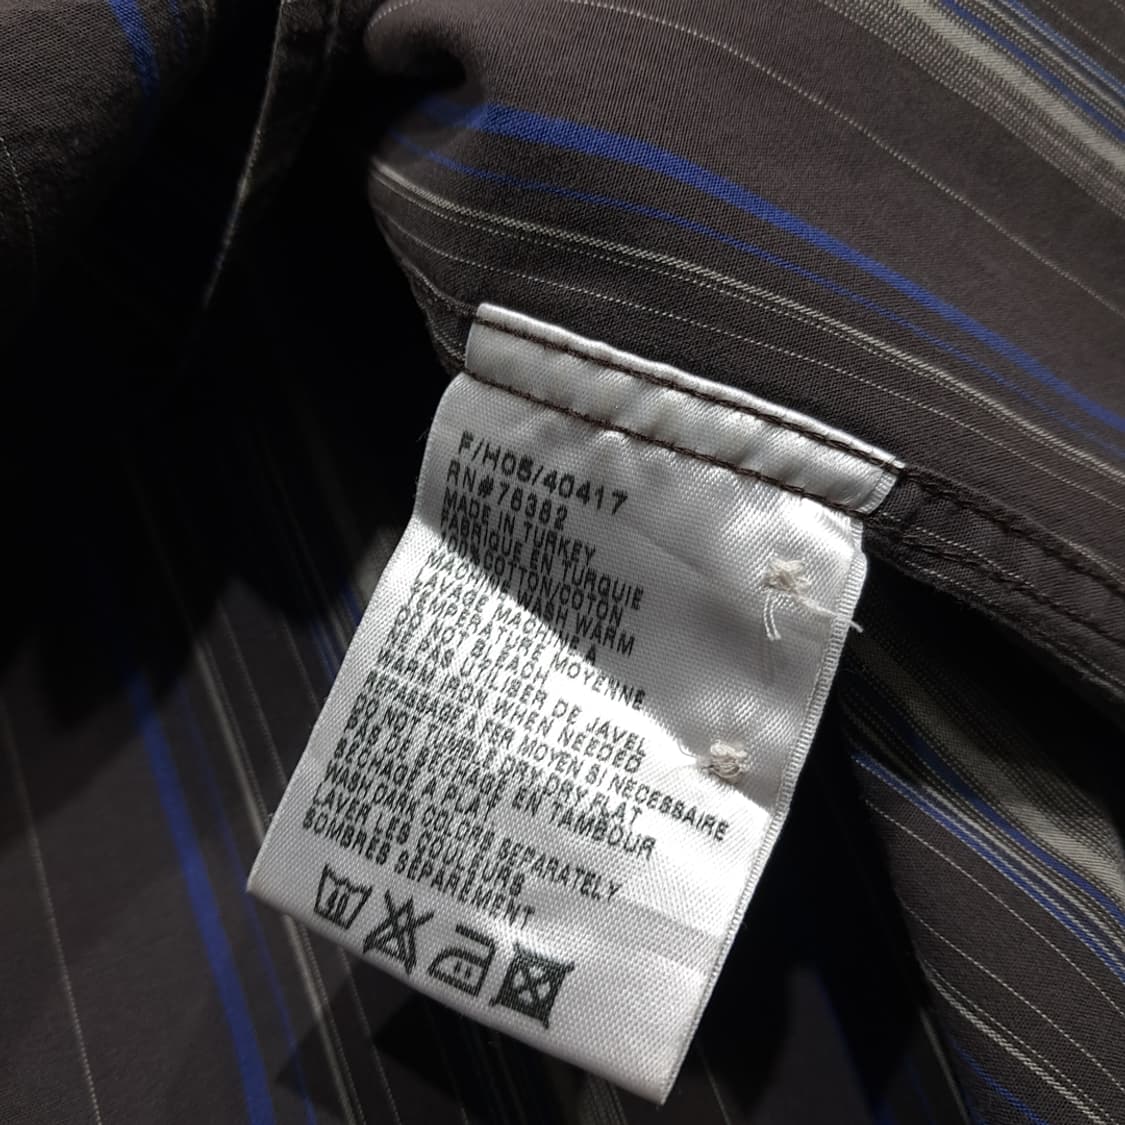 F/H05/40417
RN#76382
MADE IN TURKEY
FABRIQUE EN TURQUIE
COTTON/COTON
MACHINE WASH WARM
LAVAGE MACHINE A
TEMPERATURE MOYENNE
DO NOT BLEACH
NE PAS UTILISER DE JAVEL
WARM IRON WHEN NEEDED
REPASSAGE A FER MOYEN SI NECESSAIRE
DO NOT TUMBLE DRY, DRY FLAT
PAS DE SECHAGE EN TAMBOUR
SECHAGE A PLAT
WASH DARK COLORS SEPARATELY
LAVER LES COULEURS
SOMBRES SEPAREMENT
40